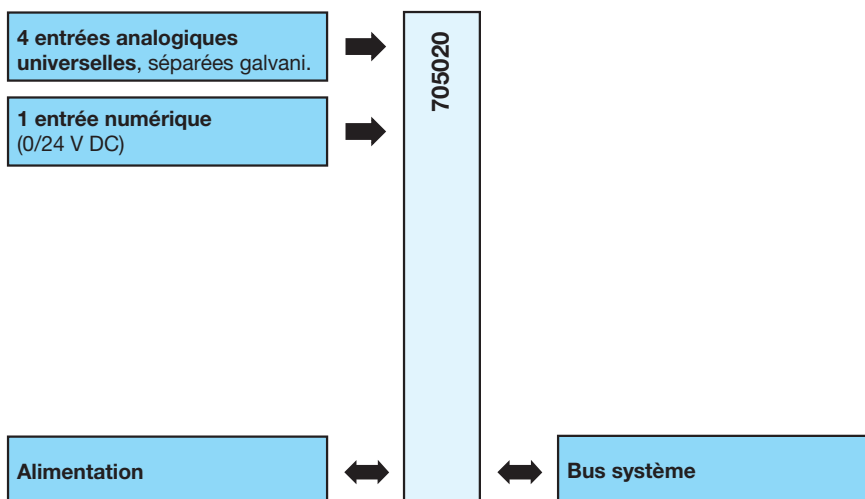 4 entrées analogiques
universelles, séparées galvani.
705020
1 entrée numérique
(0/24 V DC)
Alimentation
Bus système